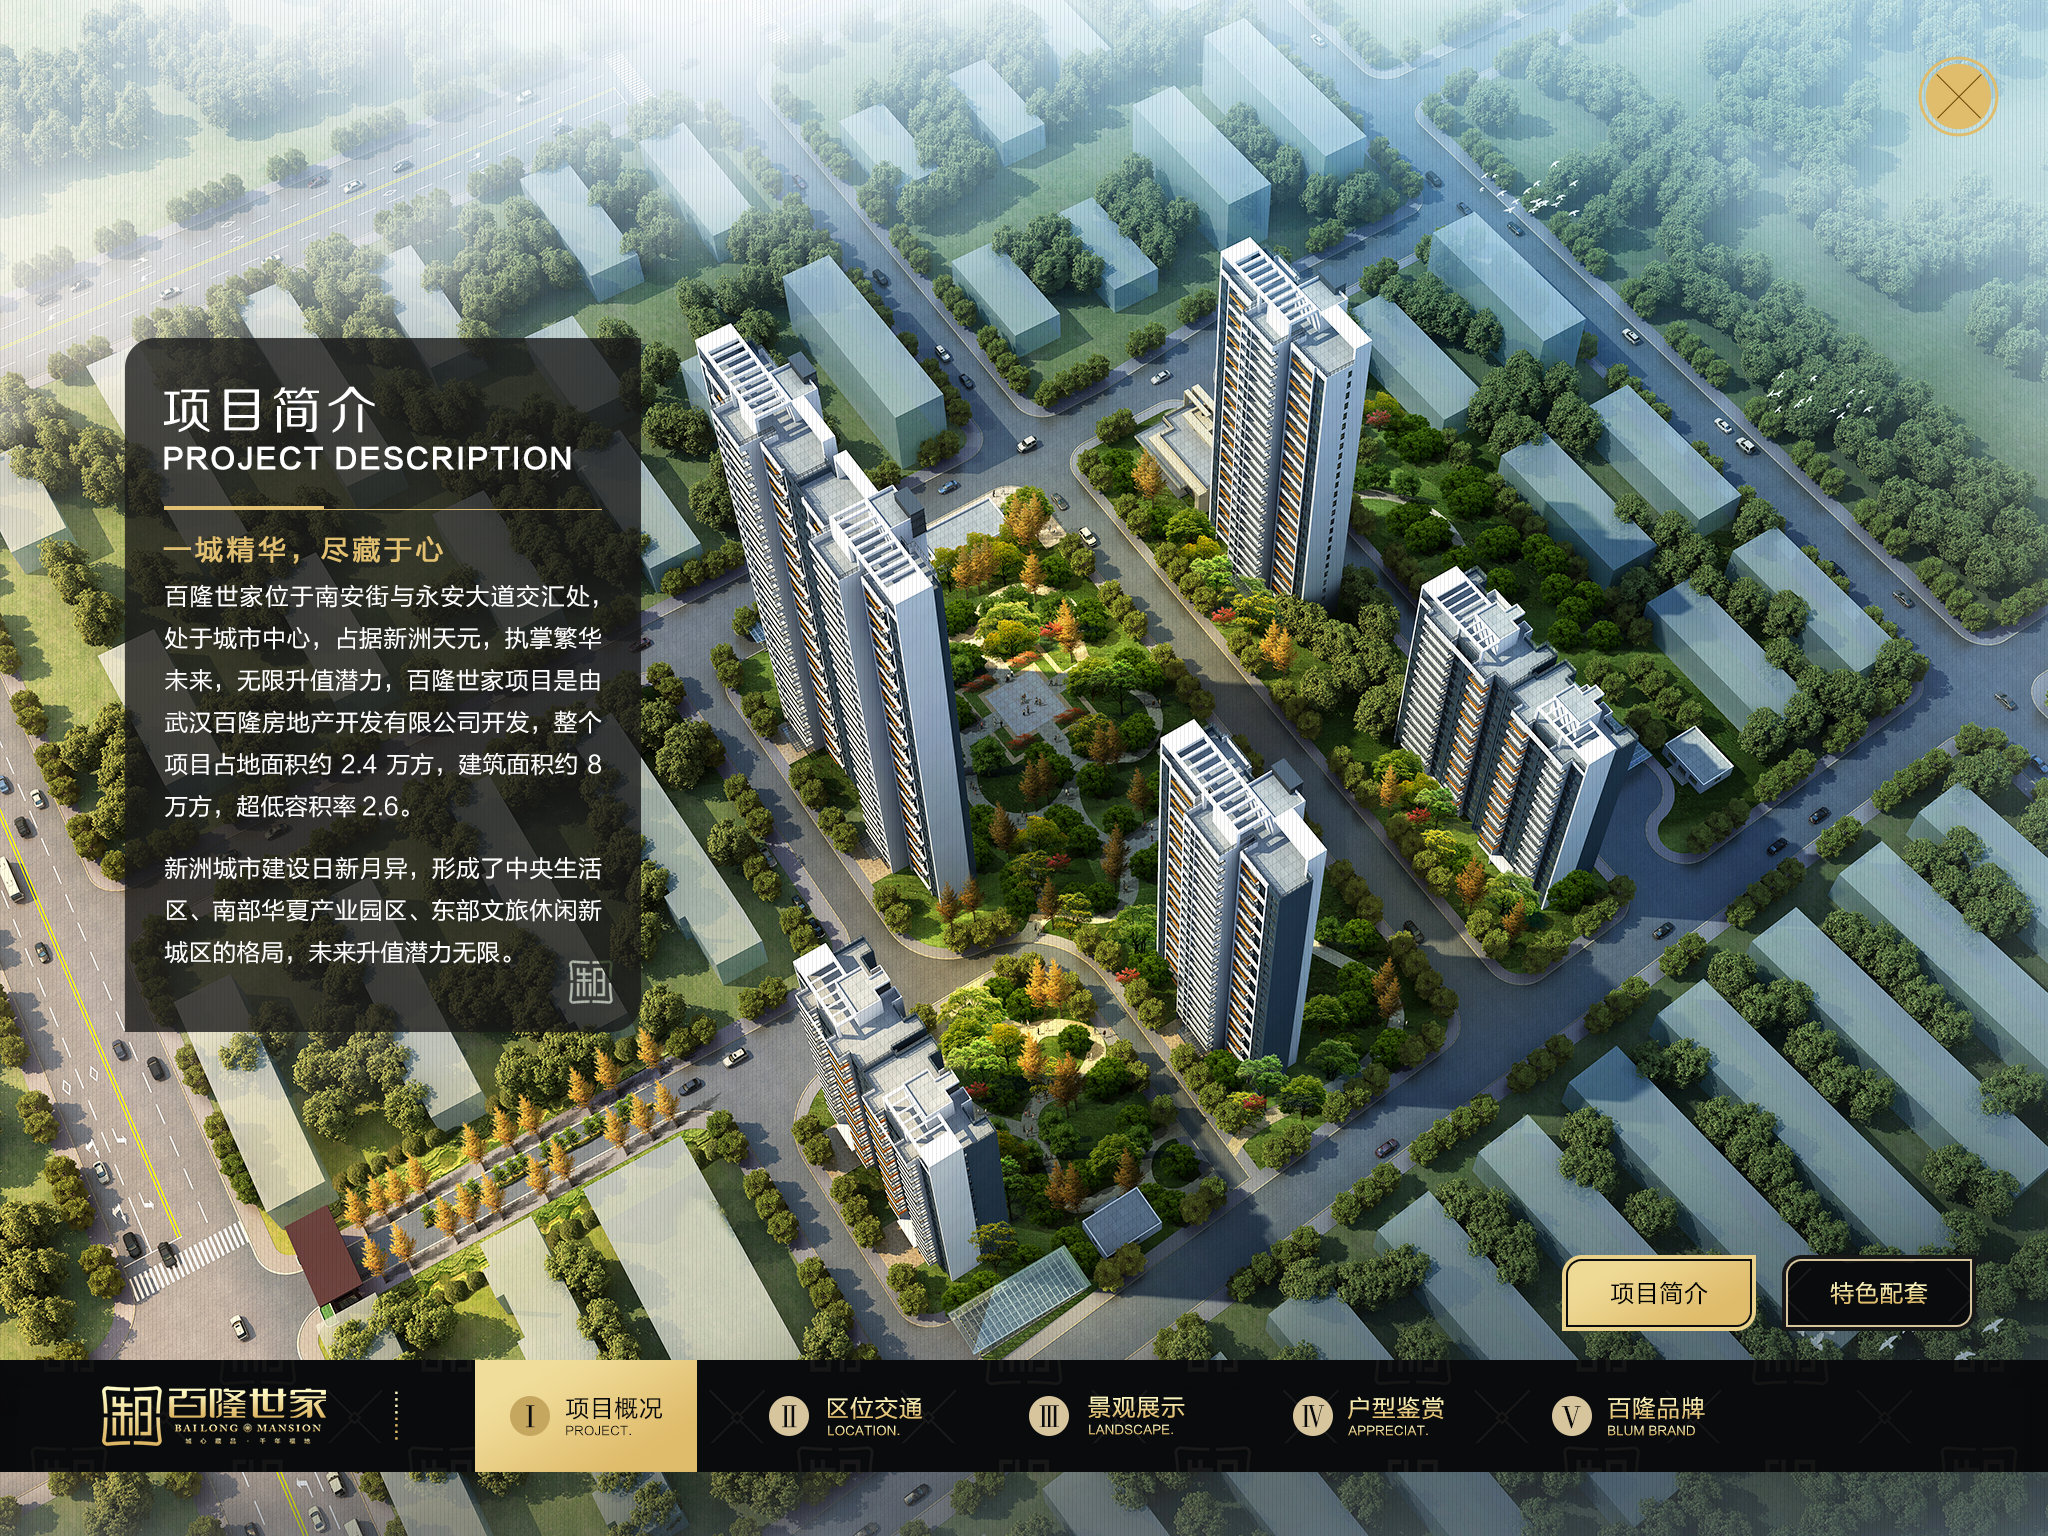 项目简介
PROJECT DESCRIPTION
一城精华，尽藏于心
百隆世家位于南安街与永安大道交汇处，
处于城市中心，占据新洲天元，执掌繁华
未来，无限升值潜力，百隆世家项目是由
武汉百隆房地产开发有限公司开发，整个
项目占地面积约 2.4 万方，建筑面积约 8
万方，超低容积率 2.6。
新洲城市建设日新月异，形成了中央生活
区、南部华夏产业园区、东部文旅休闲新
城区的格局，未来升值潜力无限。
项目简介
特色配套
百隆世家
BAILONG MANSION
城心藏品·千年福地
I 项目概况
PROJECT.
II 区位交通
LOCATION.
III 景观展示
LANDSCAPE.
IV 户型鉴赏
APPRECIAT.
V 百隆品牌
BLUM BRAND